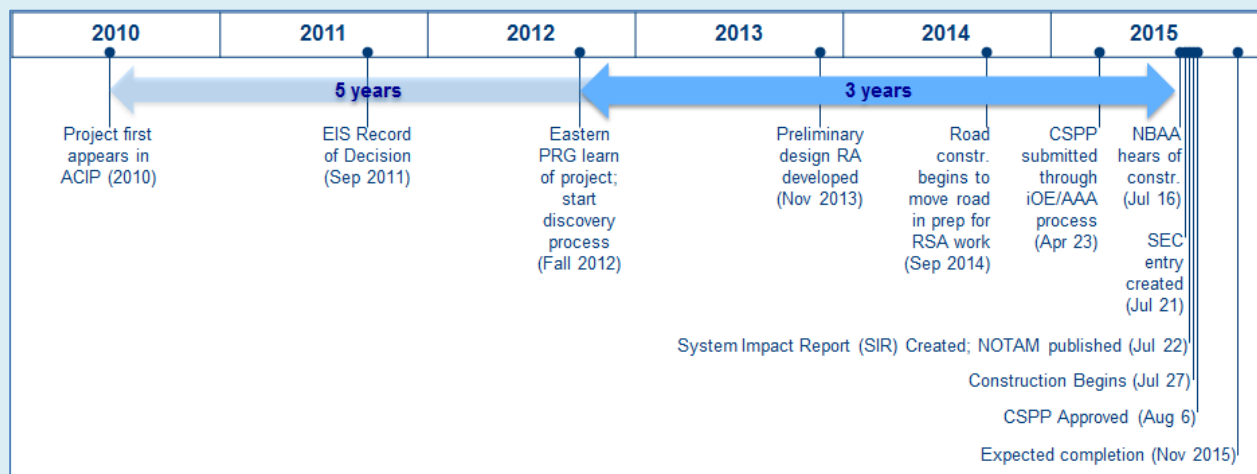 2010 2011 2012 2013 2014 2015
5 years
3 years
Project first
appears in
ACIP (2010)
EIS Record
of Decision
(Sep 2011)
Eastern
PRG learn
of project;
start
discovery
process
(Fall 2012)
Preliminary
design RA
developed
(Nov 2013)
Road
constr.
begins to
move road
in prep for
RSA work
(Sep 2014)
CSPP
submitted
through
iOE/AAA
process
(Apr 23)
NBAA
hears of
constr.
(Jul 16)
SEC
entry
created
(Jul 21)
System Impact Report (SIR) Created; NOTAM published (Jul 22)
Construction Begins (Jul 27)
CSPP Approved (Aug 6)
Expected completion (Nov 2015)